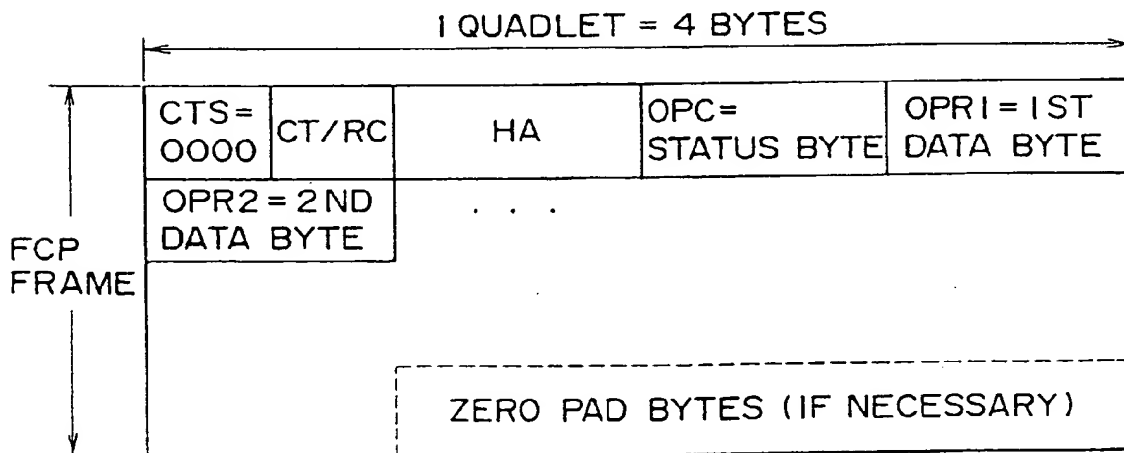 1 QUADLET = 4 BYTES
CTS=
0000
CT/RC
HA
OPC=
STATUS BYTE
OPR1=1ST
DATA BYTE
OPR2=2ND
DATA BYTE
. . .
FCP
FRAME
ZERO PAD BYTES (IF NECESSARY)